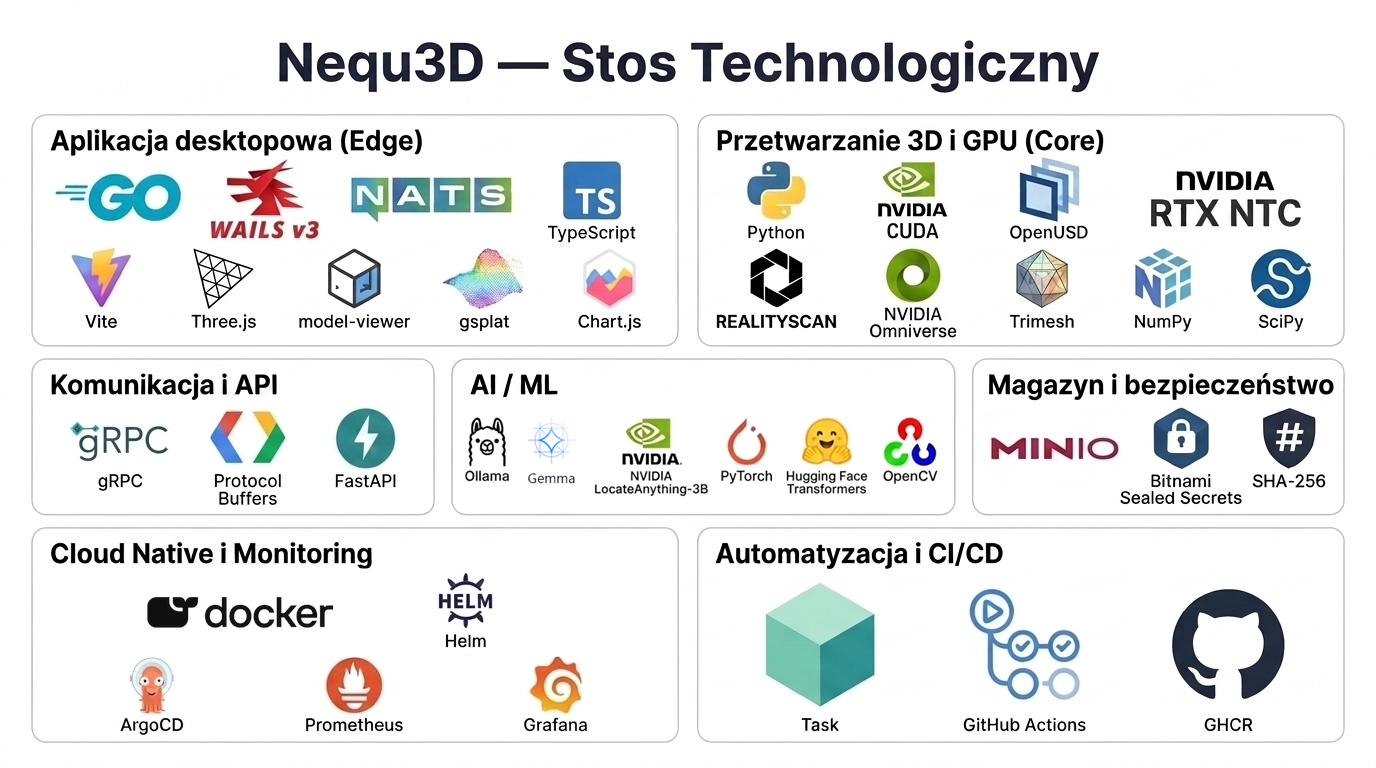 Nequ3D — Stos Technologiczny
Aplikacja desktopowa (Edge)
GO
WAILS v3
NATS
TS
TypeScript
Vite
Three.js
model-viewer
gsplat
Chart.js
Przetwarzanie 3D i GPU (Core)
Python
NVIDIA
CUDA
OpenUSD
NVIDIA
RTX NTC
REALITYSCAN
NVIDIA
Omniverse
Trimesh
N
NumPy
SciPy
Komunikacja i API
gRPC
gRPC
Protocol
Buffers
FastAPI
AI / ML
Ollama
Gemma
NVIDIA.
NVIDIA
LocateAnything-3B
PyTorch
Hugging Face
Transformers
OpenCV
Magazyn i bezpieczeństwo
MINIO
Bitnami
Sealed Secrets
#
SHA-256
Cloud Native i Monitoring
docker
HELM
Helm
ArgoCD
Prometheus
Grafana
Automatyzacja i CI/CD
Task
GitHub Actions
GHCR